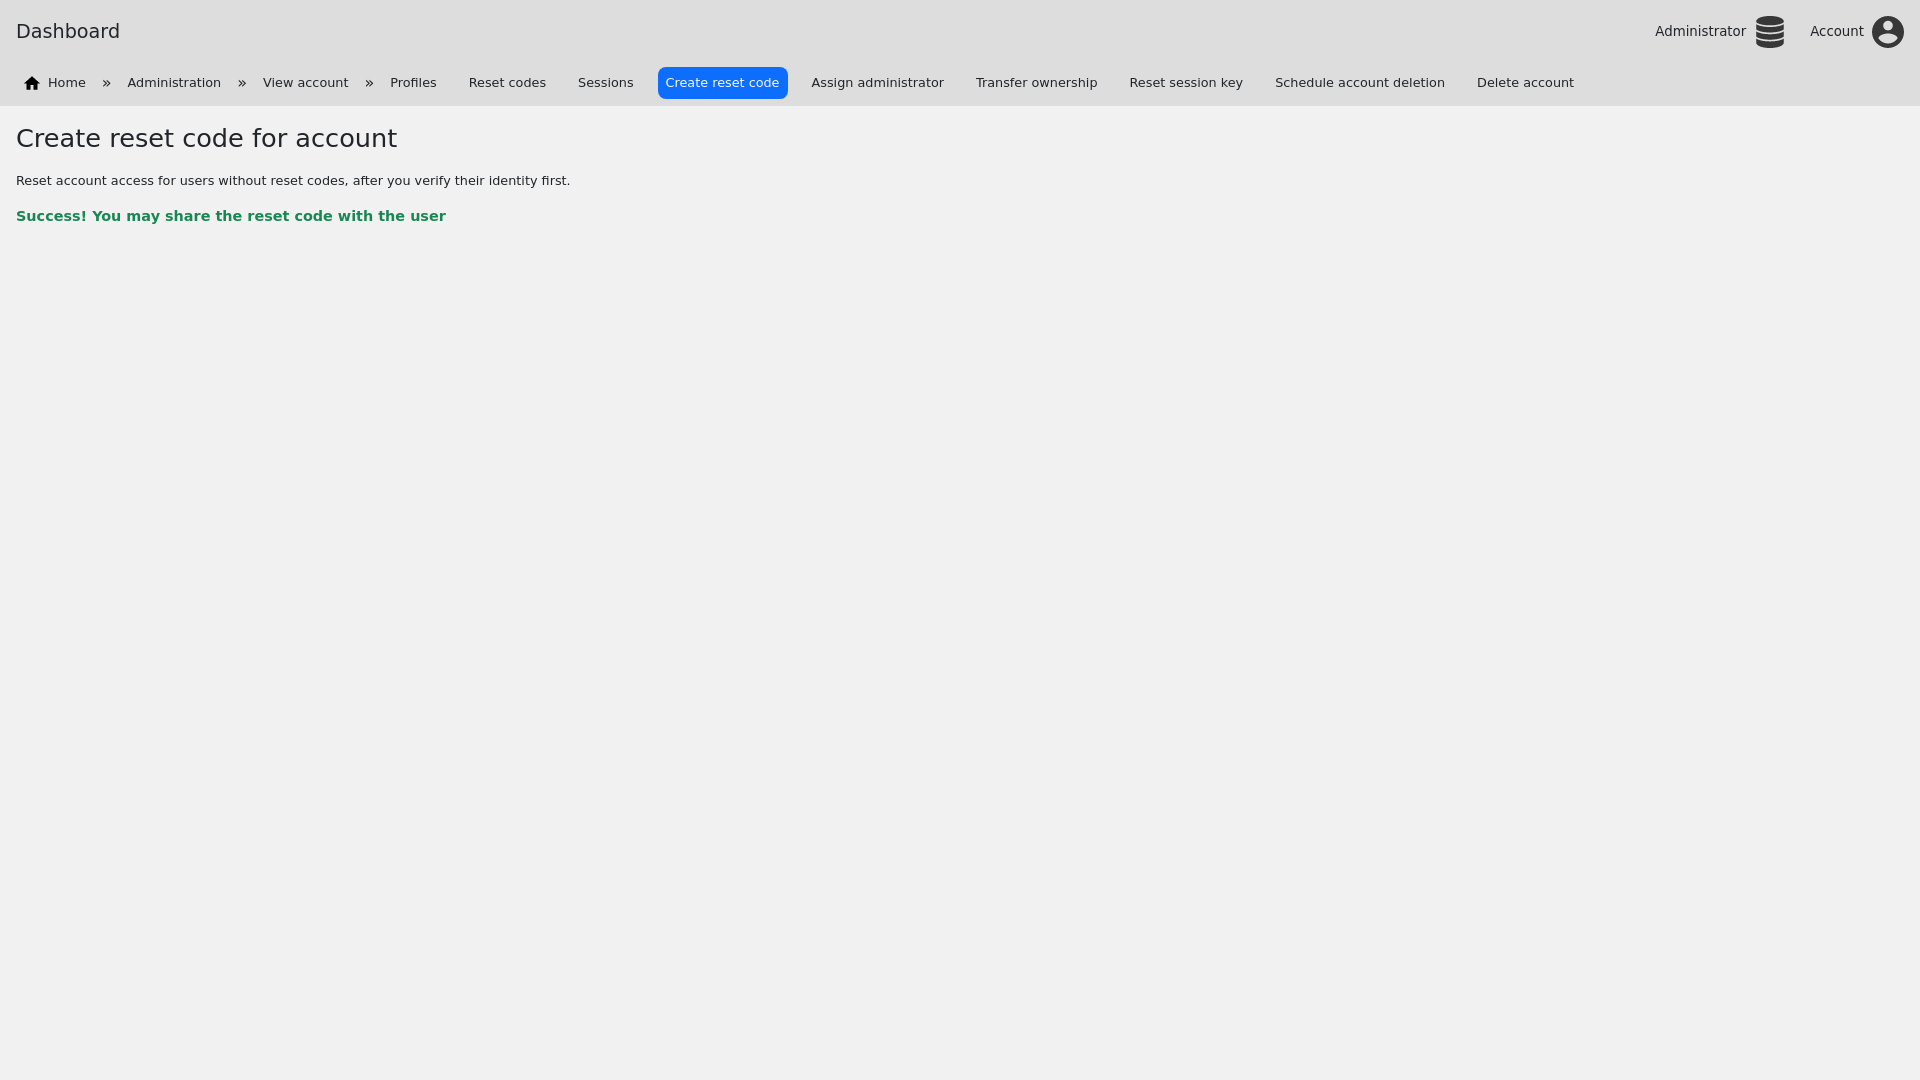 Dashboard
Administrator
Account
Home » Administration » View account » Profiles Reset codes Sessions Create reset code Assign administrator Transfer ownership Reset session key Schedule account deletion Delete account
Create reset code for account
Reset account access for users without reset codes, after you verify their identity first.
Success! You may share the reset code with the user